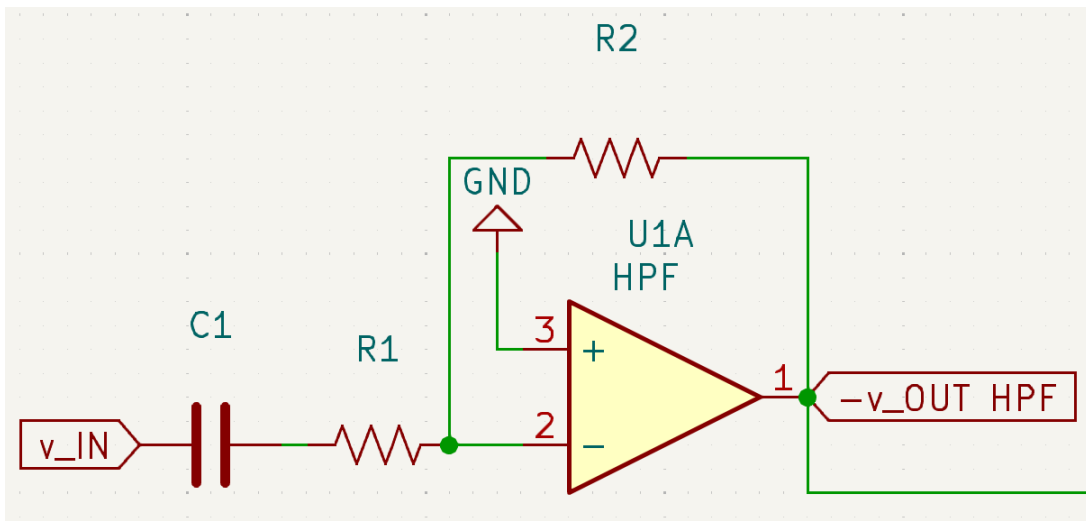 R2
GND
U1A
HPF
C1
R1
3
+
1
-v_OUT HPF
2
-
v_IN